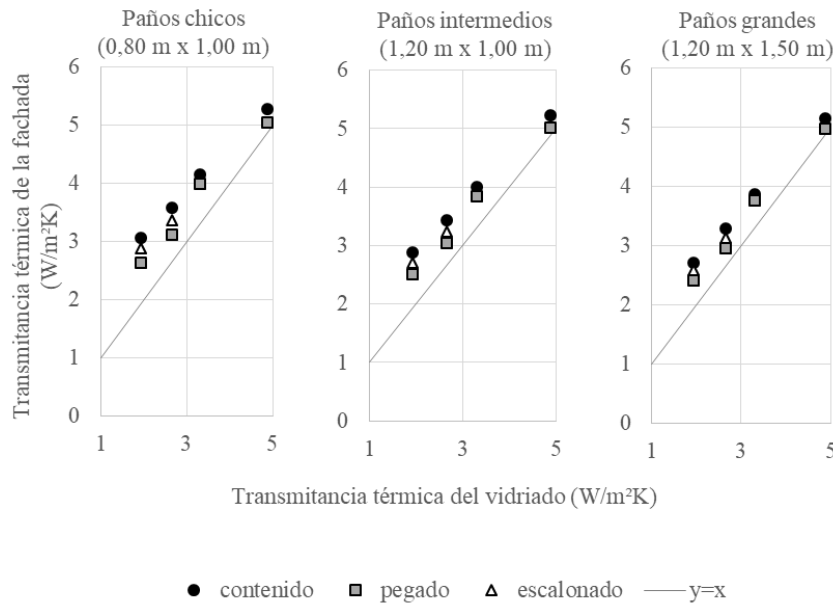 Paños chicos
(0,80 m x 1,00 m)
Paños intermedios
(1,20 m x 1,00 m)
Paños grandes
(1,20 m x 1,50 m)
Transmitancia térmica de la fachada
(W/m²K)
6
5
4
3
2
1
0
1 3 5
6
5
4
3
2
1
0
1 3 5
6
5
4
3
2
1
0
1 3 5
Transmitancia térmica del vidriado (W/m²K)
contenido pegado escalonado y=x